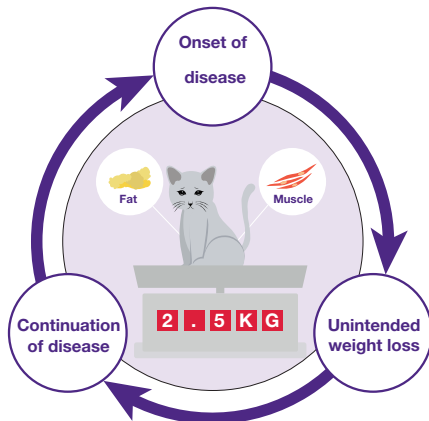 Onset of
disease
Fat
Muscle
2.5KG
Continuation
of disease
Unintended
weight loss